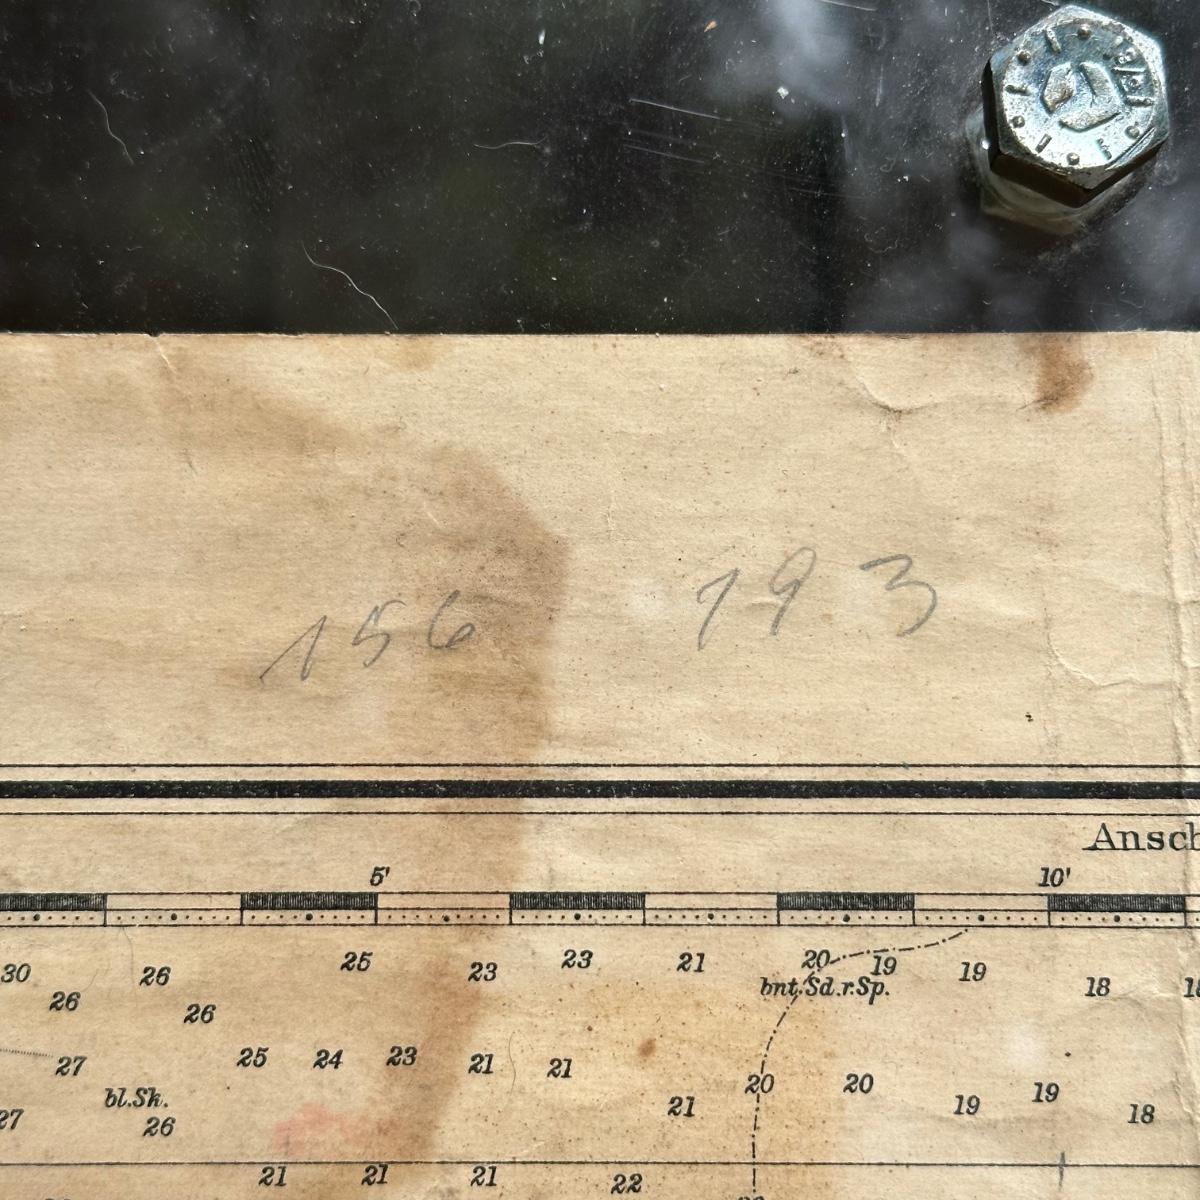 156 193
Ansch
5' 10'
30 26 25 23 23 21 20 19 19 18
bnt.Sd.r.Sp.
26 26
27 25 24 23 21 21
bl.Sk.
20 20 19 19
27 26 21 18
21 21 21 22